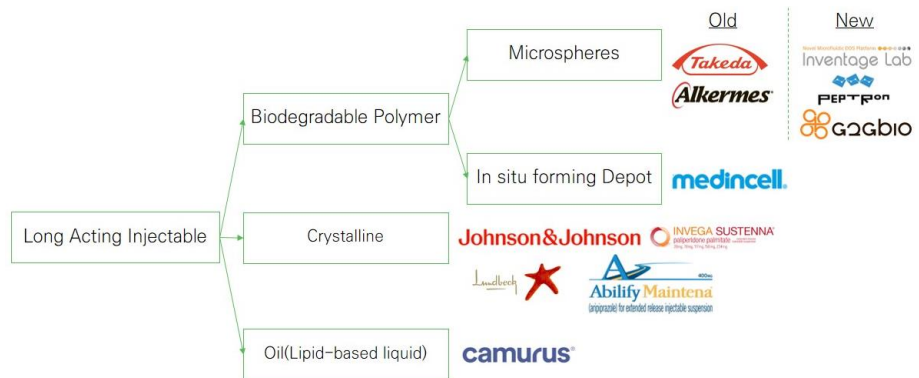 Old
New
Microspheres
Takeda
Alkermes®
Inventage Lab
PEPTRON
G2GBIO
Biodegradable Polymer
In situ forming Depot
medincell.
Long Acting Injectable
Crystalline
Johnson&Johnson
INVEGA SUSTENNA®
paliperidone palmitate
Lundbeck
Abilify Maintena®
(aripiprazole) for extended release injectable suspension
Oil(Lipid-based liquid)
camurus®